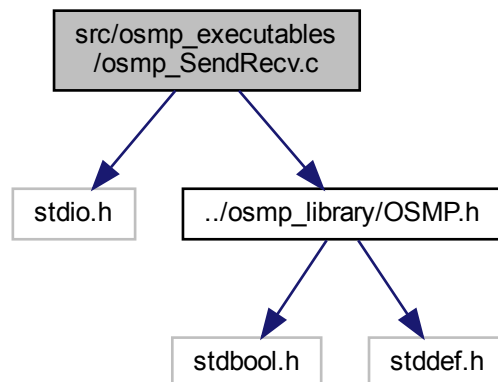 src/osmp_executables
/osmp_SendRecv.c
stdio.h
../osmp_library/OSMP.h
stdbool.h
stddef.h